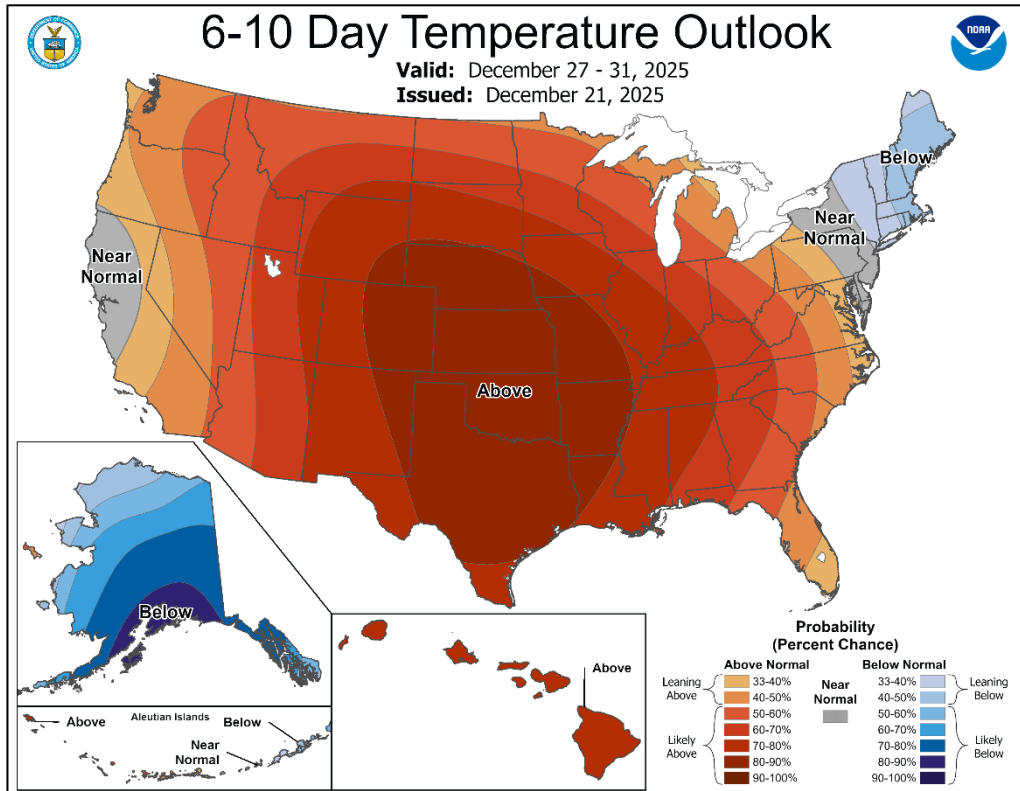 6-10 Day Temperature Outlook
Valid: December 27 - 31, 2025
Issued: December 21, 2025
NOAA
Below
Near
Normal
Near
Normal
Above
Below
Above
Above
Aleutian Islands
Below
Near
Normal
Probability
(Percent Chance)
Above Normal
Below Normal
Near
Normal
Leaning
Above
33-40%
33-40%
Leaning
Below
40-50%
40-50%
Likely
Above
50-60%
50-60%
Likely
Below
60-70%
60-70%
70-80%
70-80%
80-90%
80-90%
90-100%
90-100%